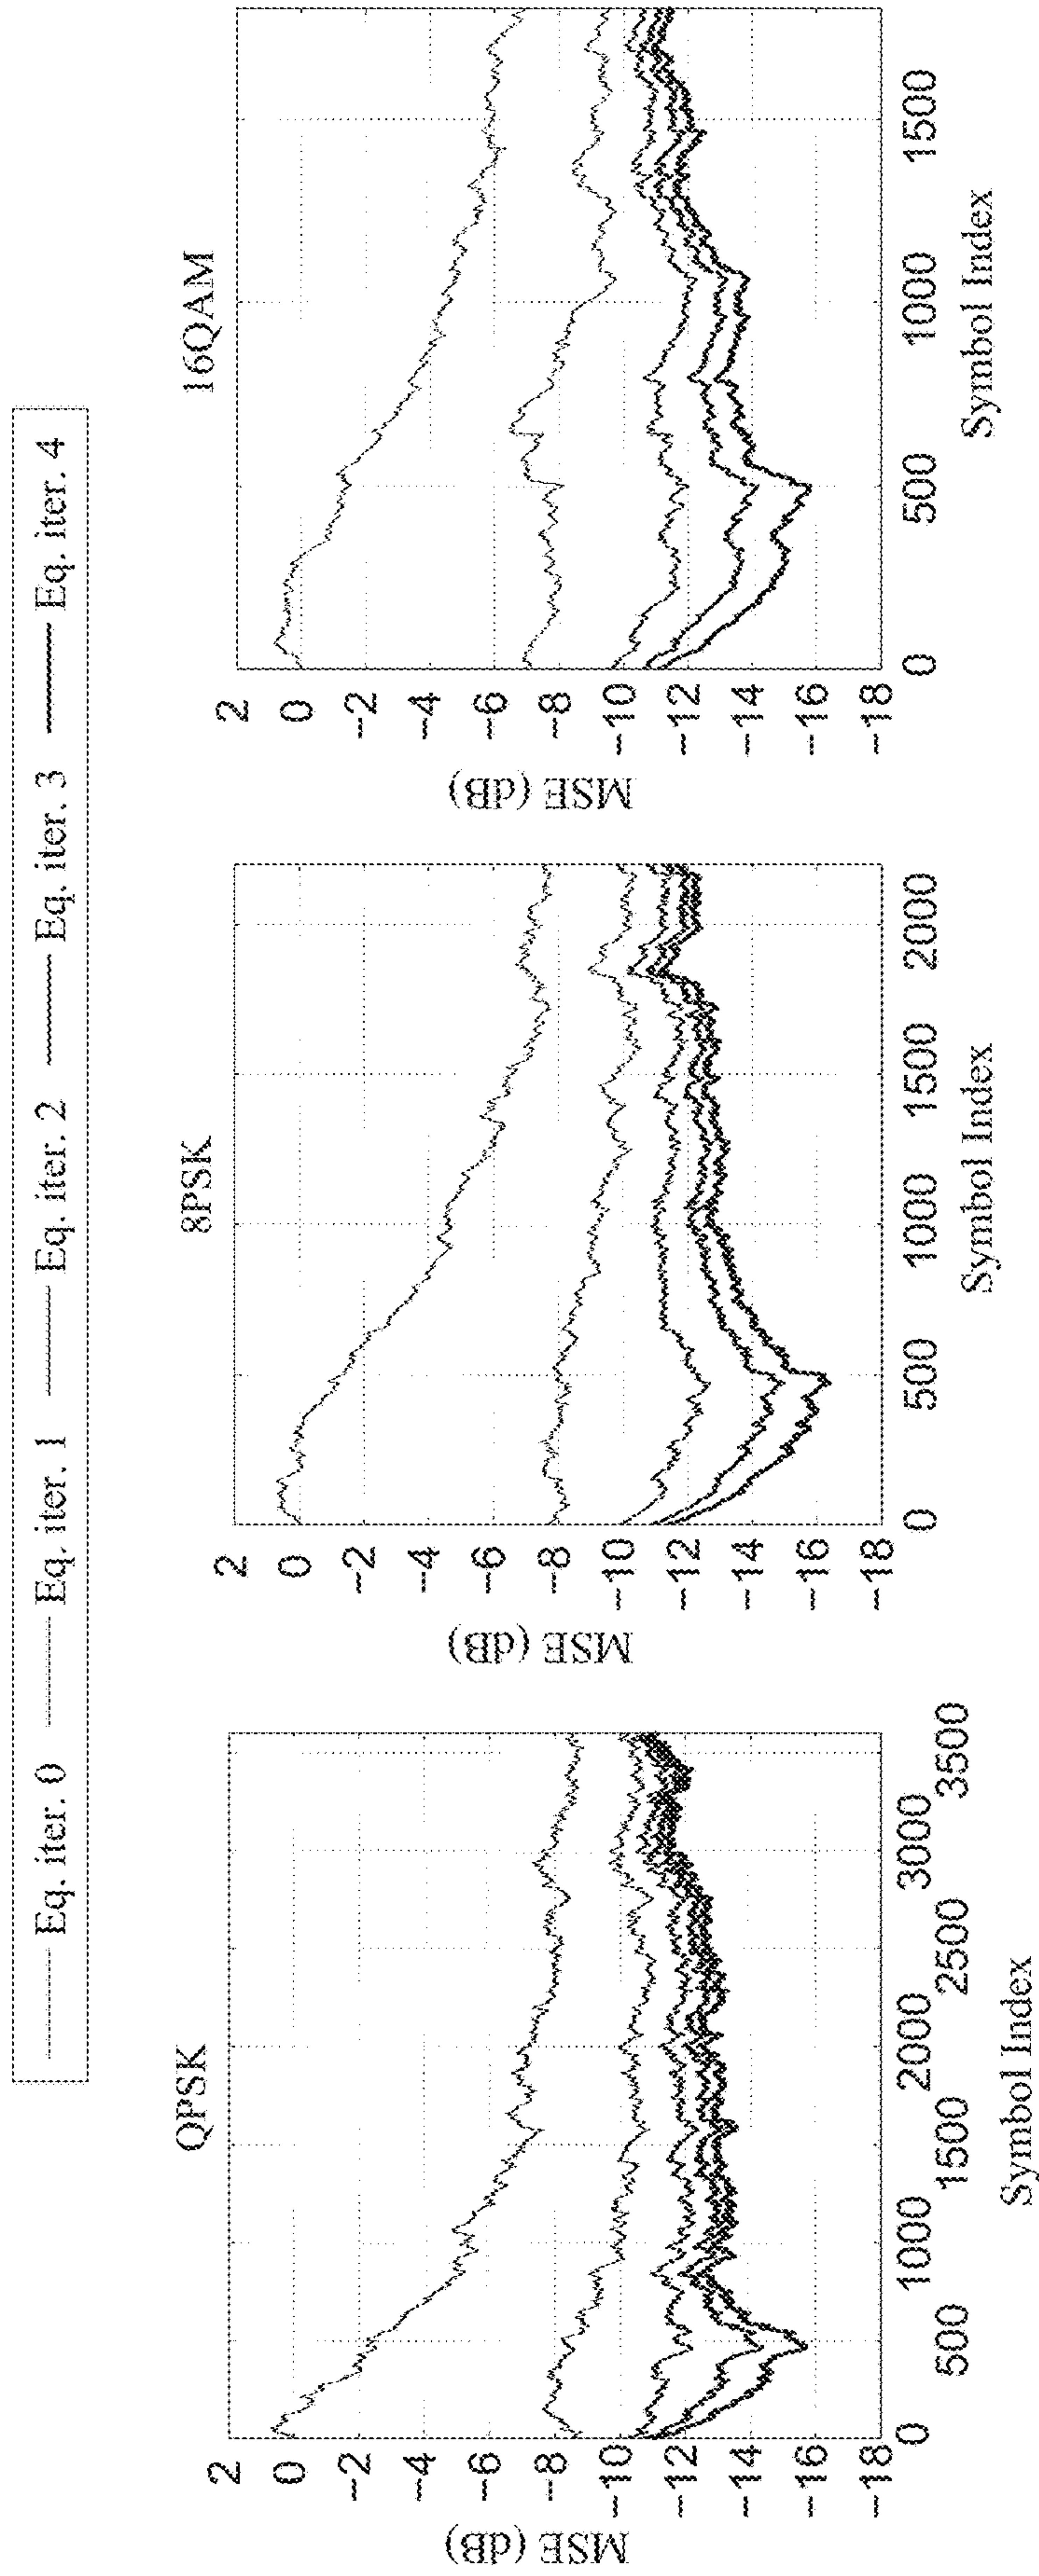 Eq. iter. 0 Eq. iter. 1 Eq. iter. 2 Eq. iter. 3 Eq. iter. 4
QPSK
2
0
-2
-4
-6
-8
-10
-12
-14
-16
-18
MSE (dB)
0 500 1000 1500 2000 2500 3000 3500
Symbol Index
8PSK
2
0
-2
-4
-6
-8
-10
-12
-14
-16
-18
MSE (dB)
0 500 1000 1500 2000
Symbol Index
16QAM
2
0
-2
-4
-6
-8
-10
-12
-14
-16
-18
MSE (dB)
0 500 1000 1500
Symbol Index